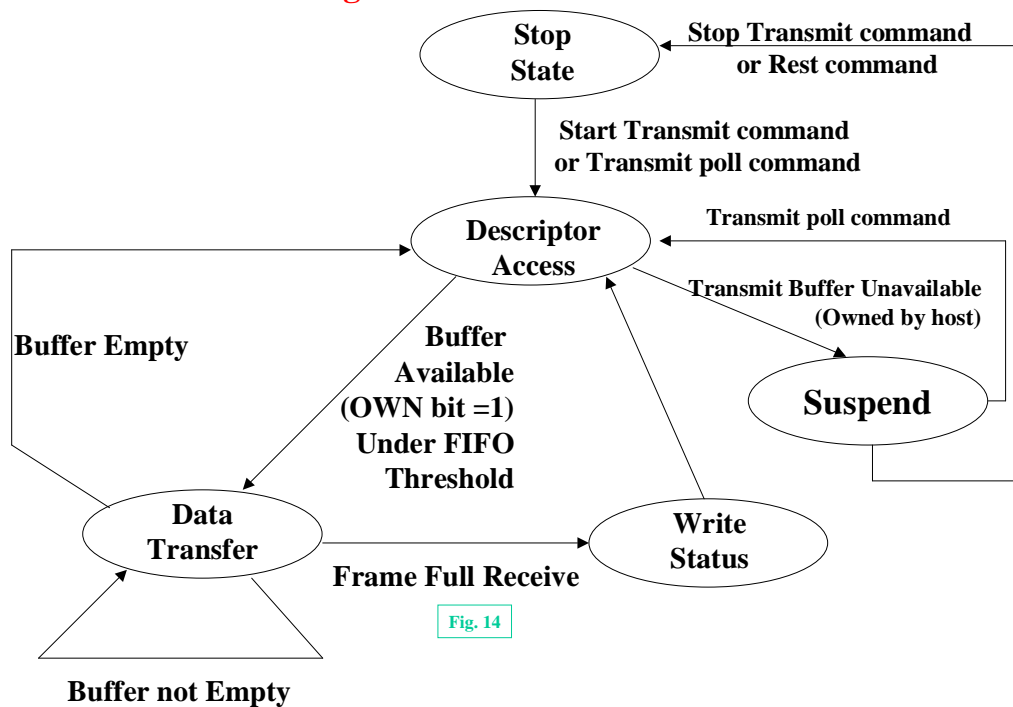 Stop
State
Stop Transmit command
or Rest command
Start Transmit command
or Transmit poll command
Descriptor
Access
Transmit poll command
Transmit Buffer Unavailable
(Owned by host)
Buffer Empty
Buffer
Available
(OWN bit =1)
Under FIFO
Threshold
Suspend
Data
Transfer
Write
Status
Frame Full Receive
Fig. 14
Buffer not Empty